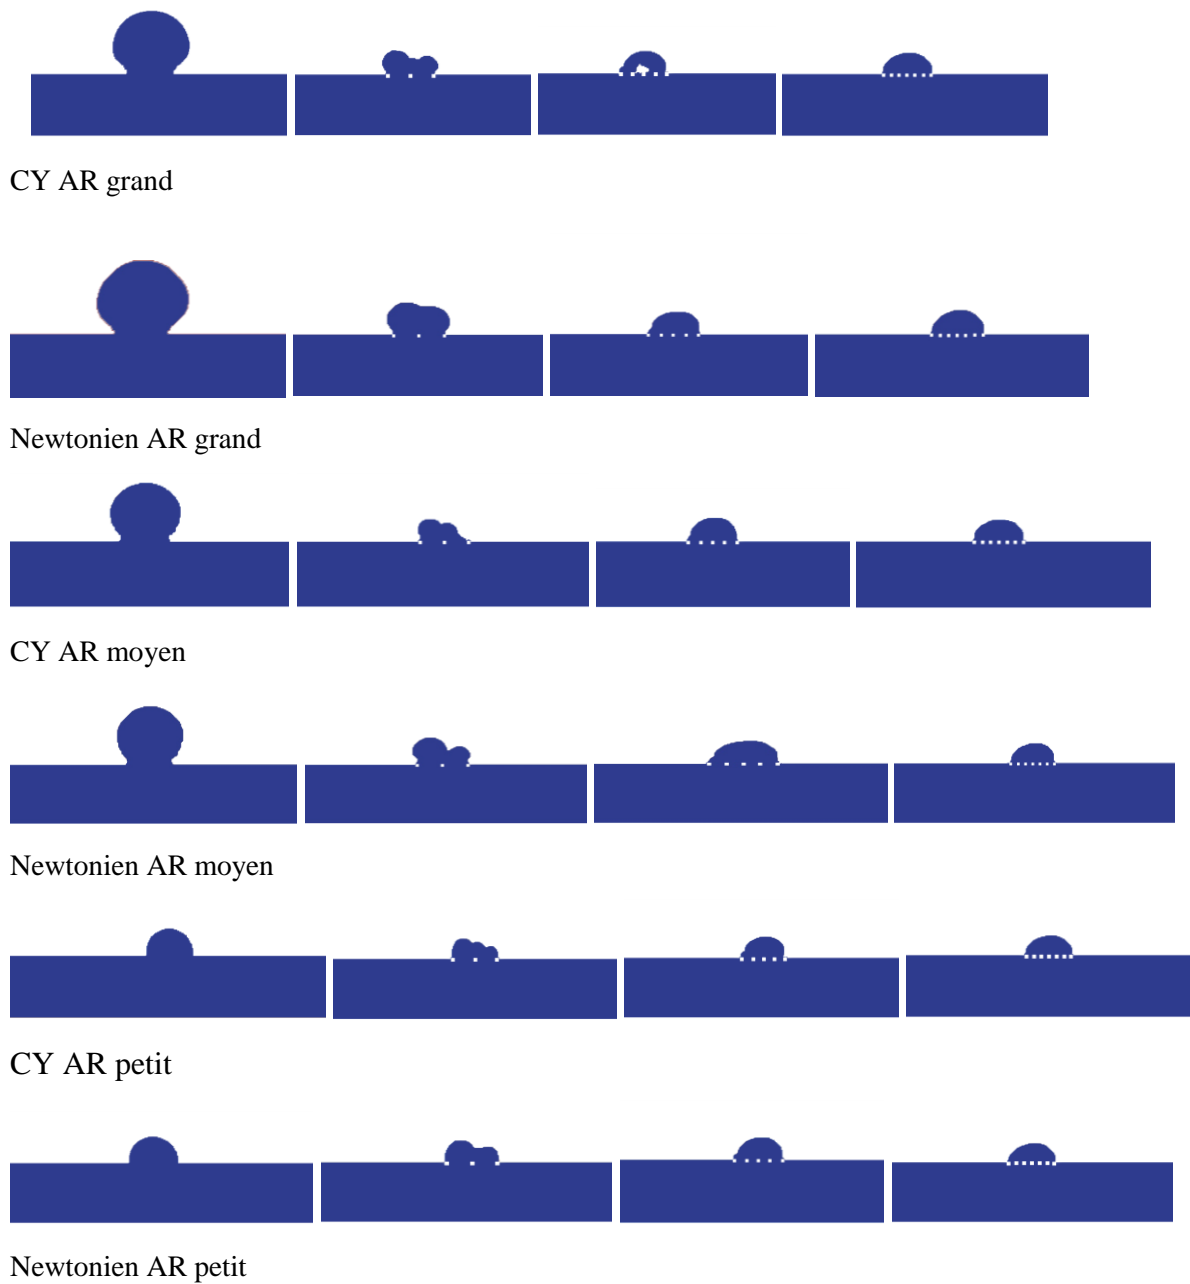 CY AR grand
Newtonien AR grand
CY AR moyen
Newtonien AR moyen
CY AR petit
Newtonien AR petit